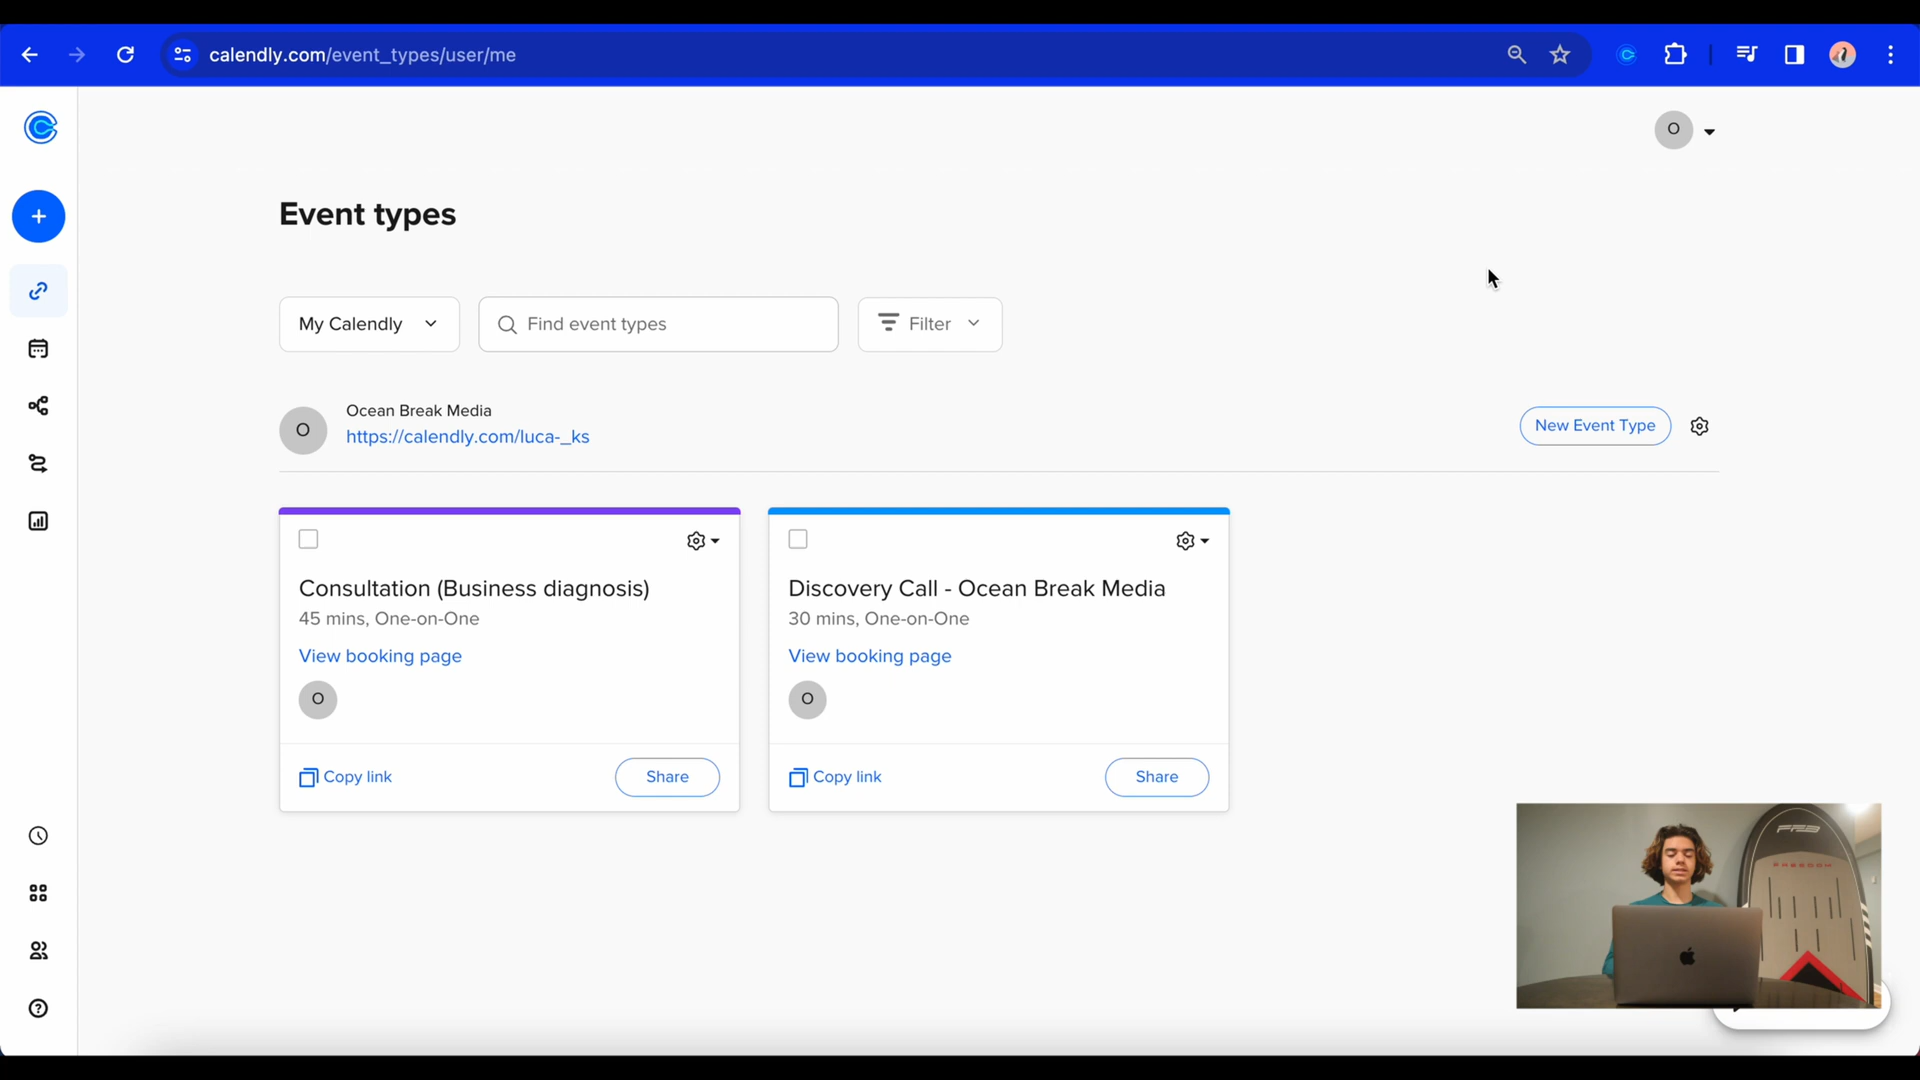 calendly.com/event_types/user/me
O
Event types
My Calendly
Find event types
Filter
O
Ocean Break Media
https://calendly.com/luca-_ks
New Event Type
Consultation (Business diagnosis)
45 mins, One-on-One
View booking page
O
Copy link
Share
Discovery Call - Ocean Break Media
30 mins, One-on-One
View booking page
O
Copy link
Share